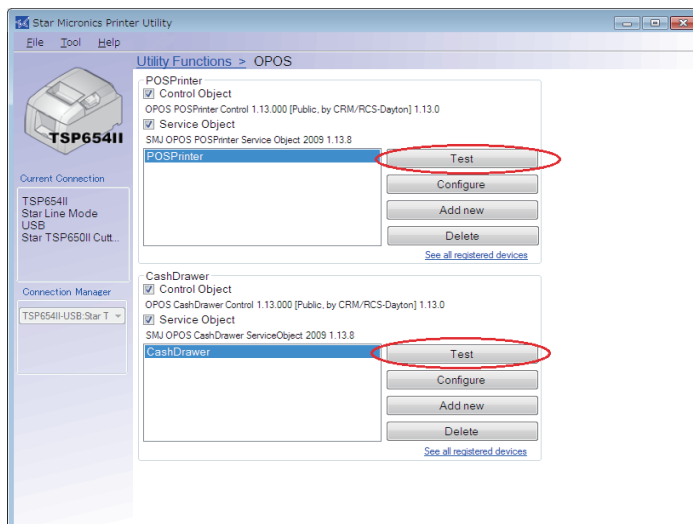 Star Micronics Printer Utility
File Tool Help
Utility Functions > OPOS
TSP654II
Current Connection
TSP654II
Star Line Mode
USB
Star TSP650II Cutt...
Connection Manager
TSP654II-USB:Star T
POSPrinter
Control Object
OPOS POSPrinter Control 1.13.000 [Public, by CRM/RCS-Dayton] 1.13.0
Service Object
SMJ OPOS POSPrinter Service Object 2009 1.13.8
POSPrinter
Test
Configure
Add new
Delete
See all registered devices
CashDrawer
Control Object
OPOS CashDrawer Control 1.13.000 [Public, by CRM/RCS-Dayton] 1.13.0
Service Object
SMJ OPOS CashDrawer ServiceObject 2009 1.13.8
CashDrawer
Test
Configure
Add new
Delete
See all registered devices